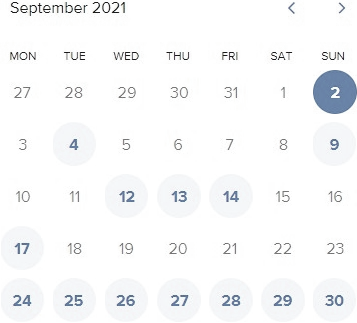 September 2021
MON TUE WED THU FRI SAT SUN
27 28 29 30 31 1 2
3 4 5 6 7 8 9
10 11 12 13 14 15 16
17 18 19 20 21 22 23
24 25 26 27 28 29 30